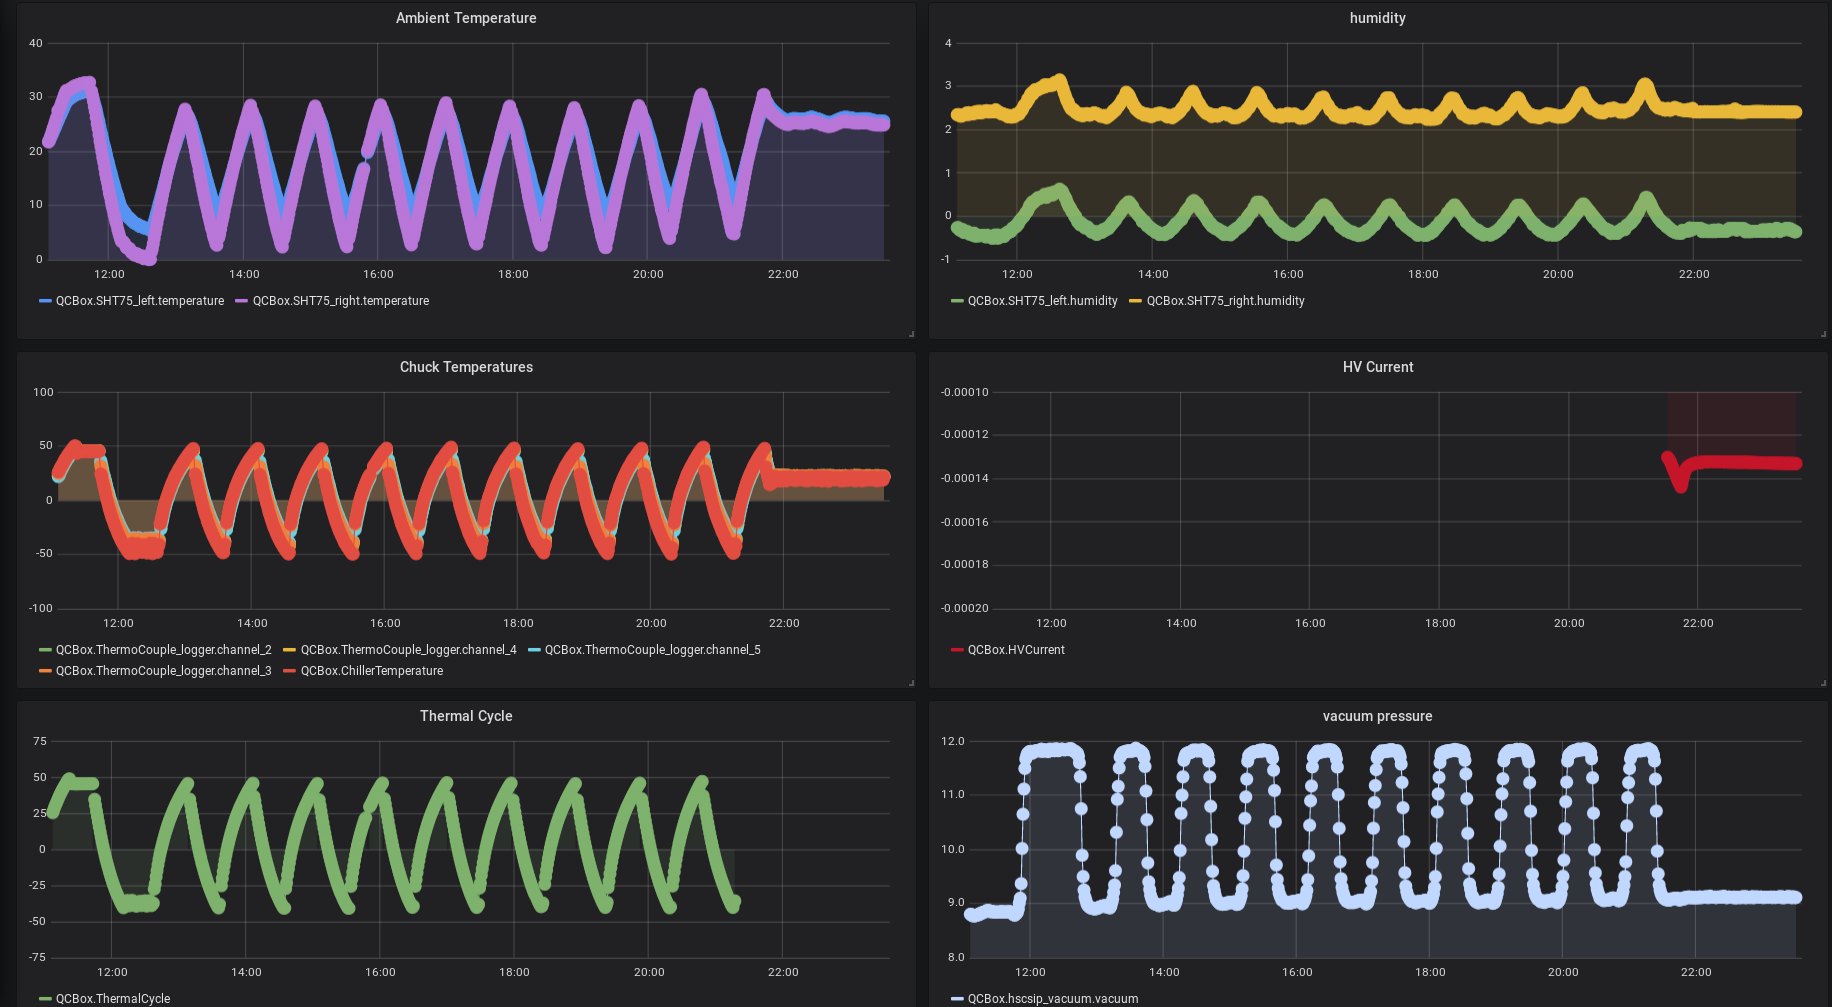 Ambient Temperature
40
30
20
10
0
12:00 14:00 16:00 18:00 20:00 22:00
QCBox.SHT75_left.temperature QCBox.SHT75_right.temperature
humidity
4
3
2
1
0
-1
12:00 14:00 16:00 18:00 20:00 22:00
QCBox.SHT75_left.humidity QCBox.SHT75_right.humidity
Chuck Temperatures
100
50
0
-50
-100
12:00 14:00 16:00 18:00 20:00 22:00
QCBox.ThermoCouple_logger.channel_2 QCBox.ThermoCouple_logger.channel_4 QCBox.ThermoCouple_logger.channel_5
QCBox.ThermoCouple_logger.channel_3 QCBox.ChillerTemperature
HV Current
-0.00010
-0.00012
-0.00014
-0.00016
-0.00018
-0.00020
12:00 14:00 16:00 18:00 20:00 22:00
QCBox.HVCurrent
Thermal Cycle
75
50
25
0
-25
-50
-75
12:00 14:00 16:00 18:00 20:00 22:00
QCBox.ThermalCycle
vacuum pressure
12.0
11.0
10.0
9.0
8.0
12:00 14:00 16:00 18:00 20:00 22:00
QCBox.hscsip_vacuum.vacuum